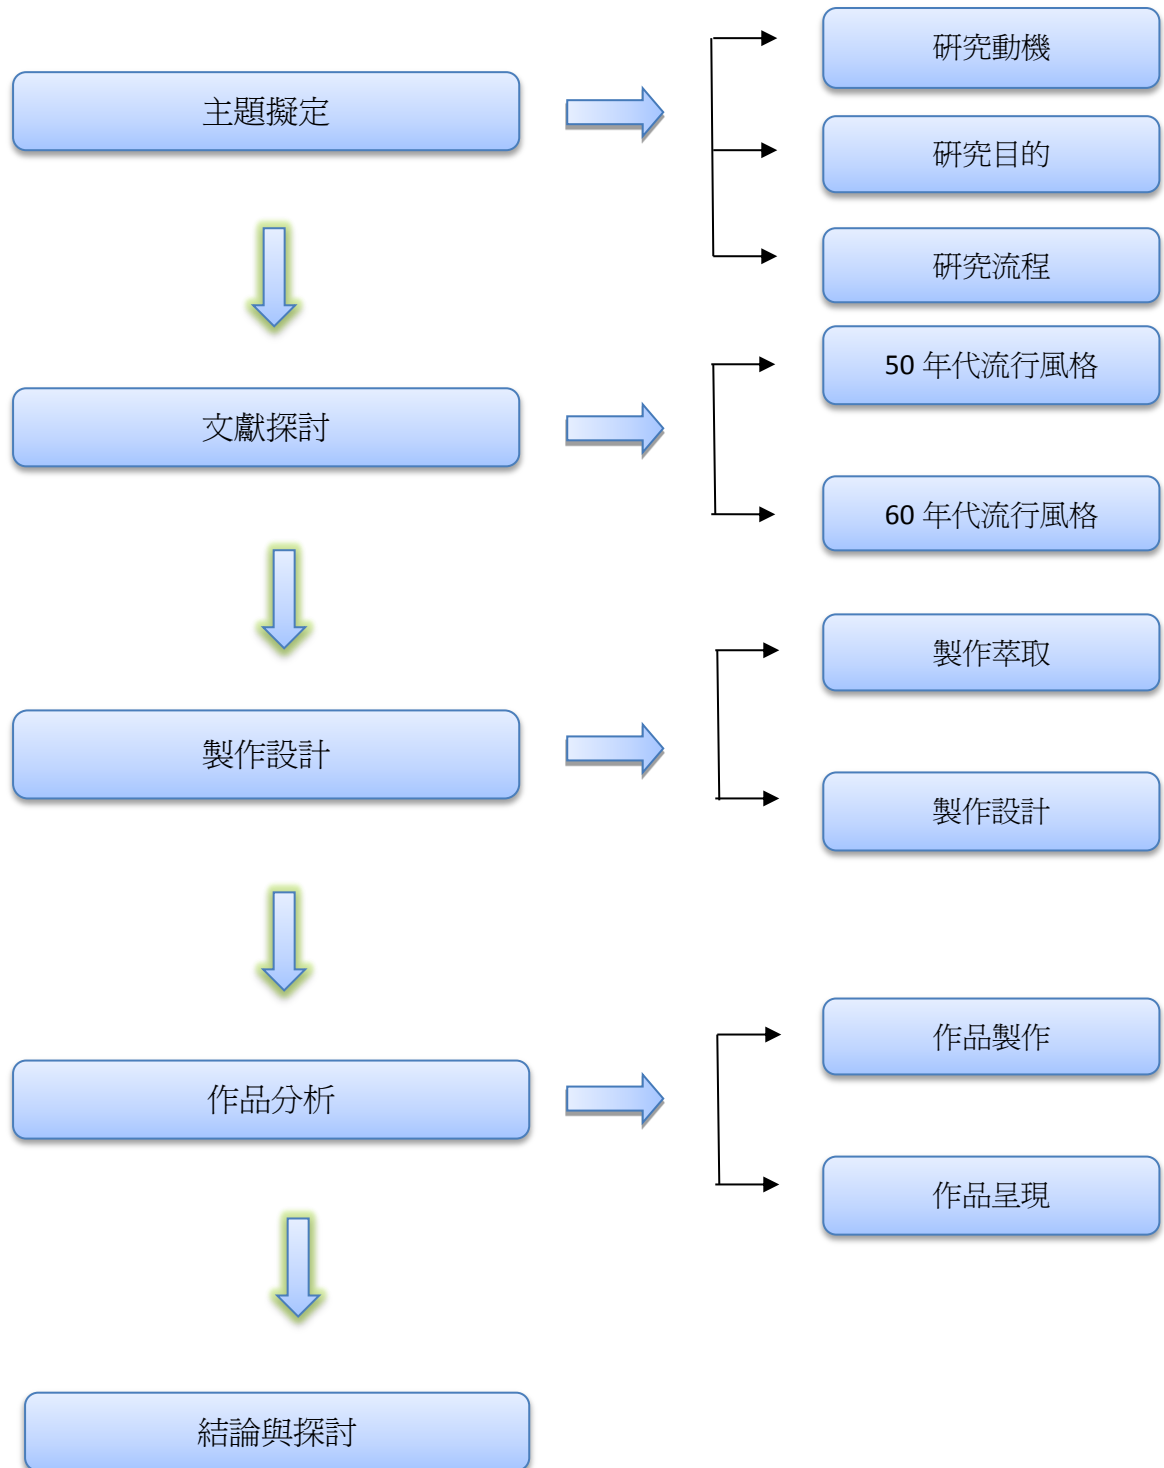 主題擬定
研究動機
研究目的
研究流程
文獻探討
50 年代流行風格
60 年代流行風格
製作設計
製作萃取
製作設計
作品分析
作品製作
作品呈現
結論與探討